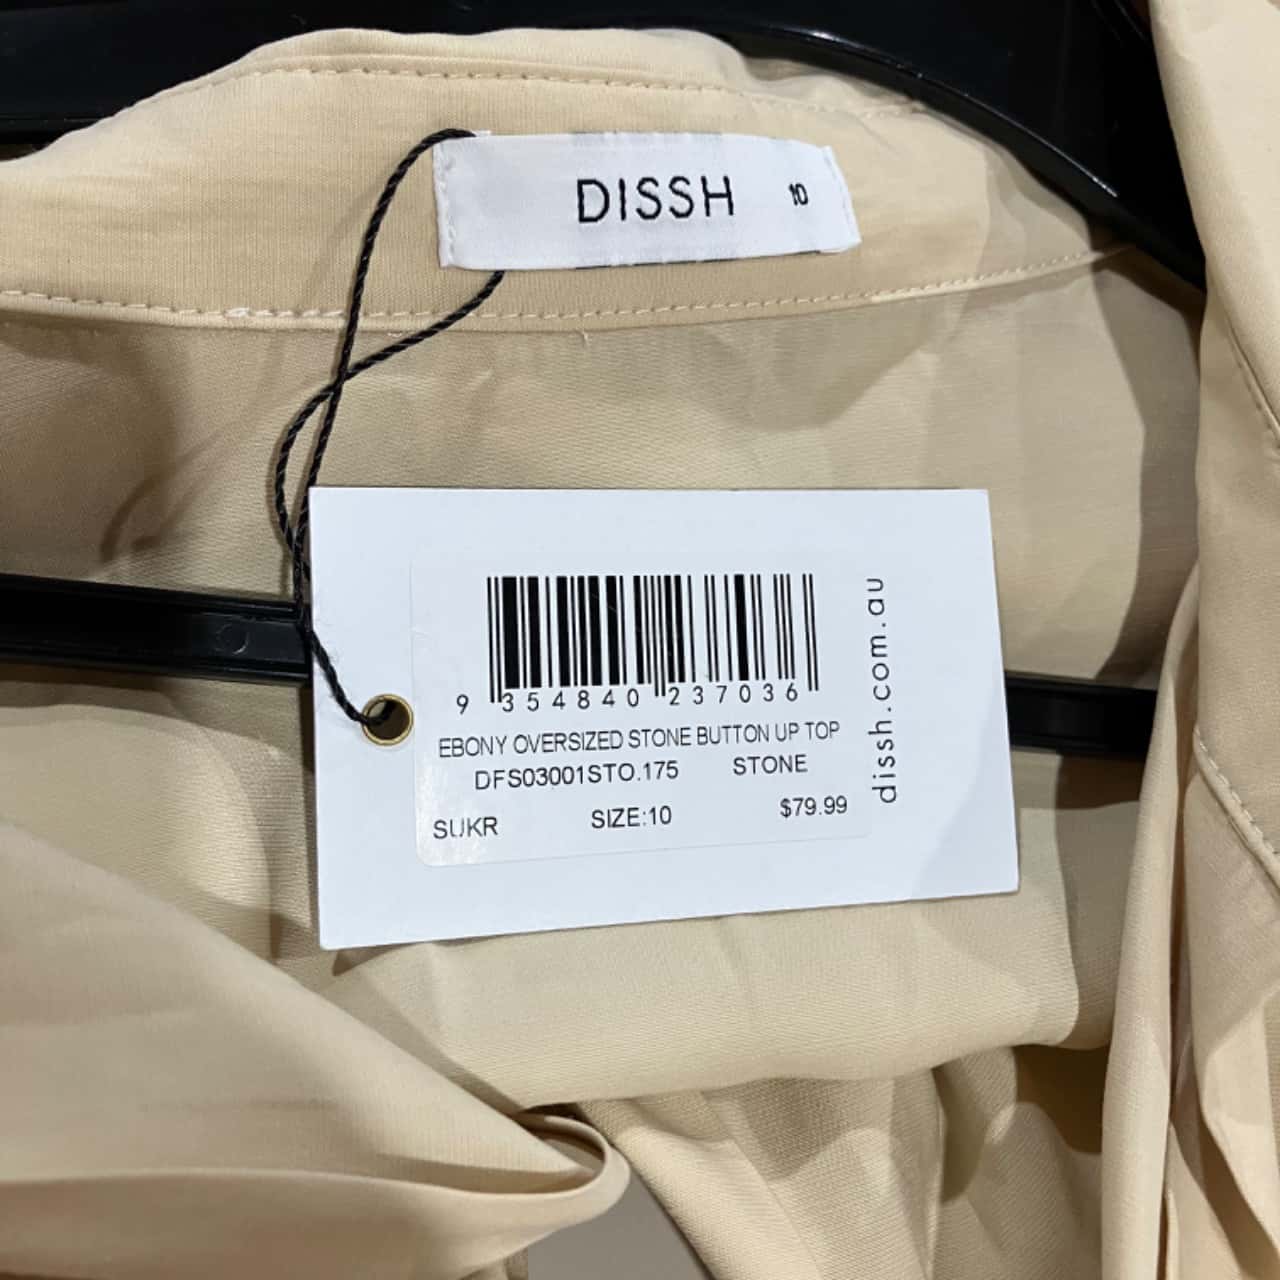 DISSH 10
9 354840 237036
EBONY OVERSIZED STONE BUTTON UP TOP
DFS03001STO.175 STONE
SUKR SIZE:10 $79.99
dissh.com.au